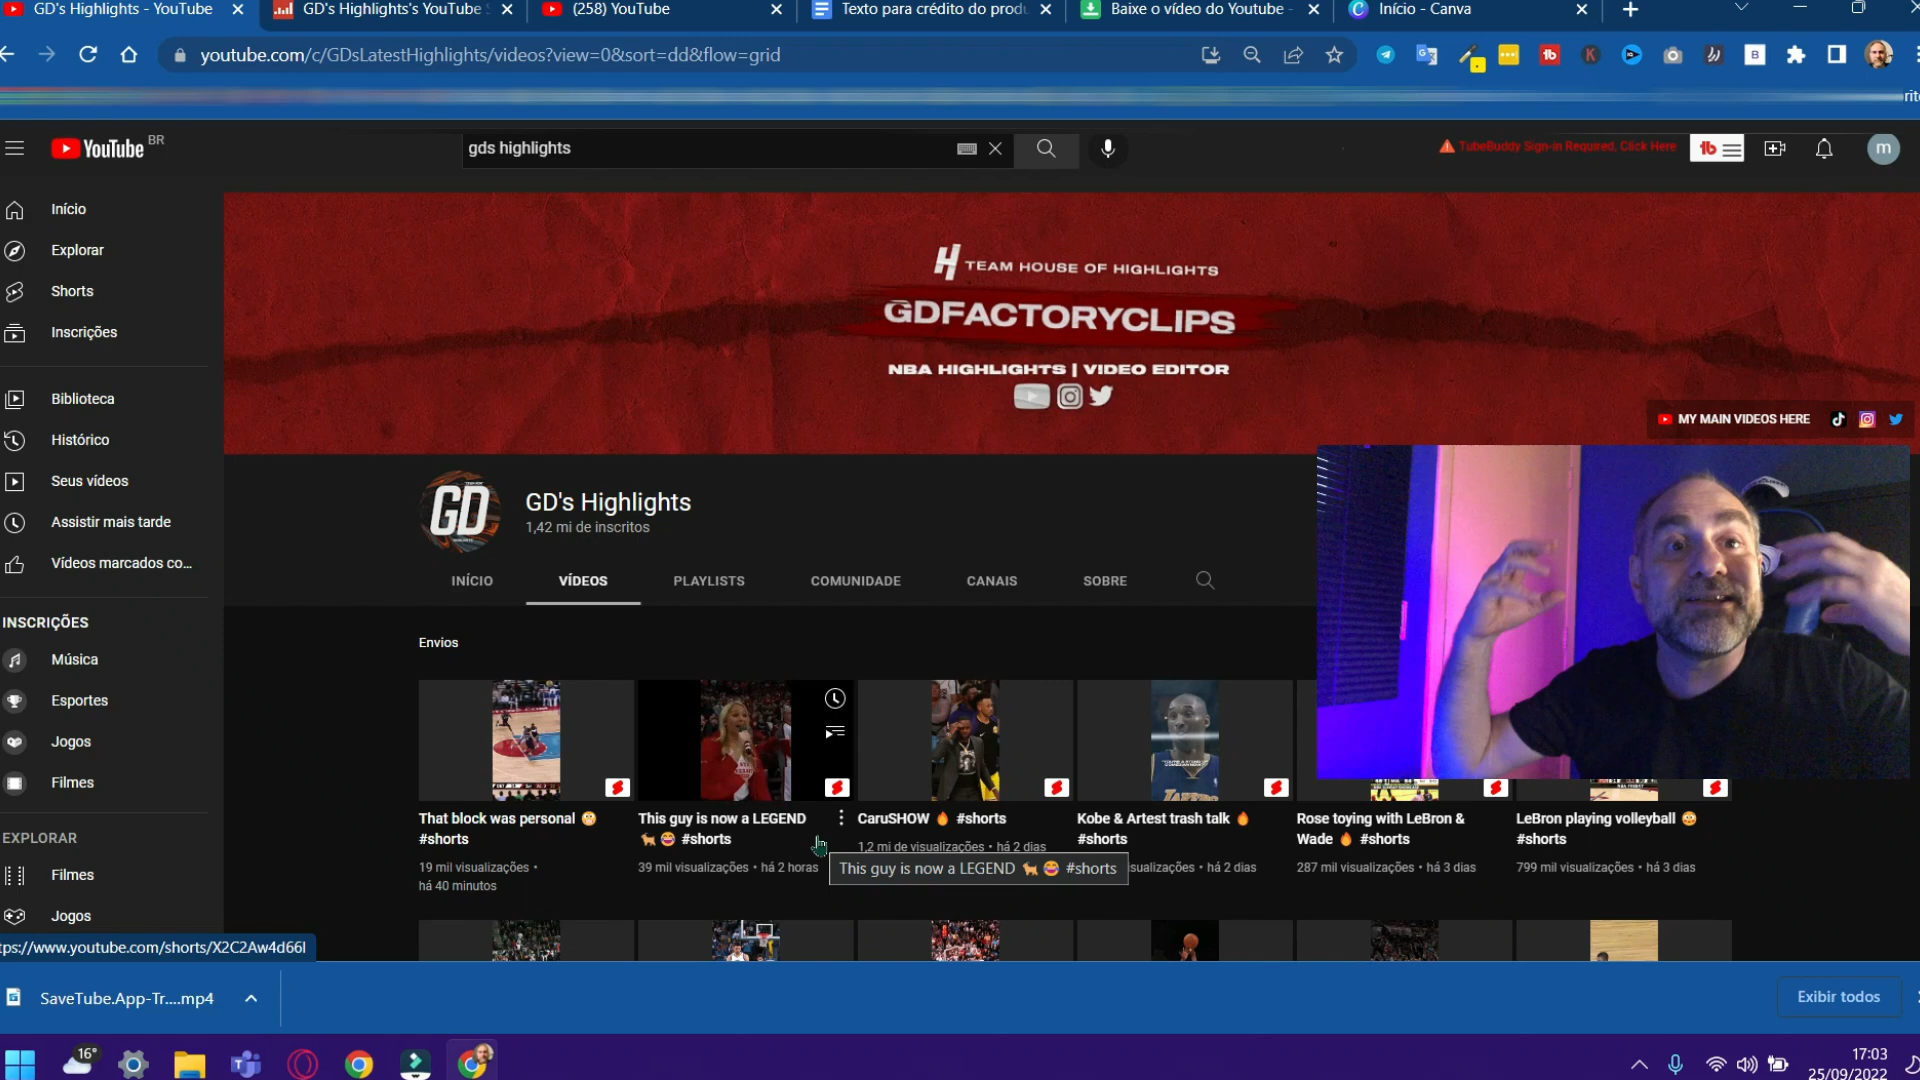 GD's Highlights - YouTube
GD's Highlights's YouTube S
(258) YouTube
Texto para crédito do produ
Baixe o vídeo do Youtube -
Início - Canva
youtube.com/c/GDsLatestHighlights/videos?view=0&sort=dd&flow=grid
YouTube BR
gds highlights
TubeBuddy Sign-in Required, Click Here
tb
m
Início
Explorar
Shorts
Inscrições
Biblioteca
Histórico
Seus vídeos
Assistir mais tarde
Vídeos marcados co...
INSCRIÇÕES
Música
Esportes
Jogos
Filmes
EXPLORAR
Filmes
Jogos
H TEAM HOUSE OF HIGHLIGHTS
GDFACTORYCLIPS
NBA HIGHLIGHTS | VIDEO EDITOR
MY MAIN VIDEOS HERE
GD
GD's Highlights
1,42 mi de inscritos
INÍCIO
VÍDEOS
PLAYLISTS
COMUNIDADE
CANAIS
SOBRE
Envios
That block was personal 😶
#shorts
19 mil visualizações •
há 40 minutos
This guy is now a LEGEND
🐐😂 #shorts
39 mil visualizações • há 2 horas
CaruSHOW 🔥 #shorts
1,2 mi de visualizações • há 2 dias
Kobe & Artest trash talk 🔥
#shorts
sualizações • há 2 dias
Rose toying with LeBron &
Wade 🔥 #shorts
287 mil visualizações • há 3 dias
LeBron playing volleyball 😳
#shorts
799 mil visualizações • há 3 dias
This guy is now a LEGEND 🐐😂 #shorts
tps://www.youtube.com/shorts/X2C2Aw4d66I
SaveTube.App-Tr....mp4
Exibir todos
16°
17:03
25/09/2022